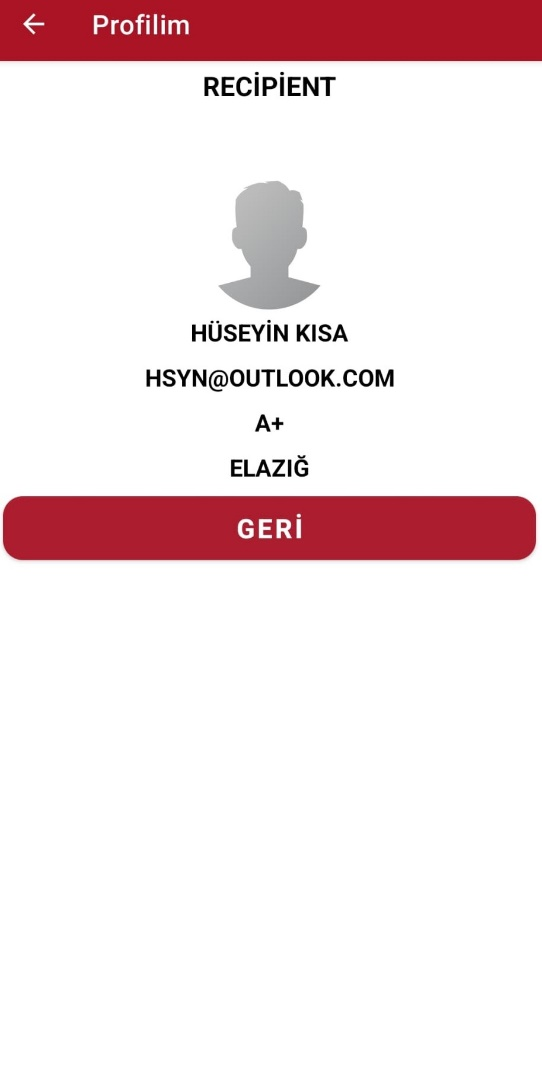 Profilim
RECİPİENT
HÜSEYİN KISA
HSYN@OUTLOOK.COM
A+
ELAZIĞ
GERİ